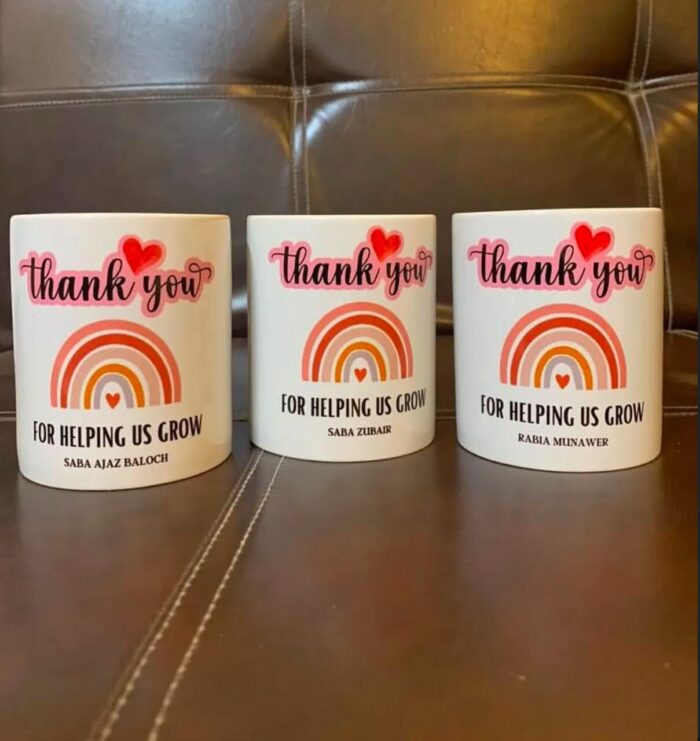 thank you
FOR HELPING US GROW
SABA AJAZ BALOCH
thank you
FOR HELPING US GROW
SABA ZUBAIR
thank you
FOR HELPING US GROW
RABIA MUNAWER